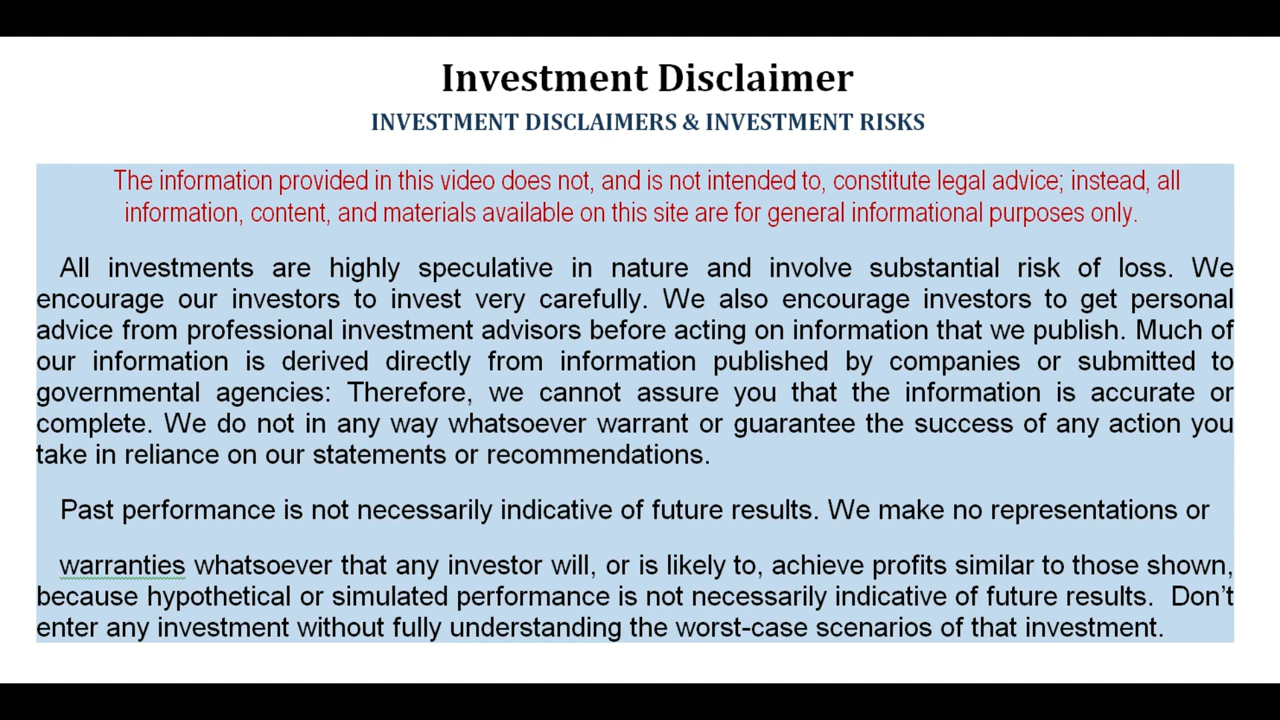 Investment Disclaimer
INVESTMENT DISCLAIMERS & INVESTMENT RISKS
The information provided in this video does not, and is not intended to, constitute legal advice; instead, all
information, content, and materials available on this site are for general informational purposes only.
All investments are highly speculative in nature and involve substantial risk of loss. We
encourage our investors to invest very carefully. We also encourage investors to get personal
advice from professional investment advisors before acting on information that we publish. Much of
our information is derived directly from information published by companies or submitted to
governmental agencies: Therefore, we cannot assure you that the information is accurate or
complete. We do not in any way whatsoever warrant or guarantee the success of any action you
take in reliance on our statements or recommendations.
Past performance is not necessarily indicative of future results. We make no representations or
warranties whatsoever that any investor will, or is likely to, achieve profits similar to those shown,
because hypothetical or simulated performance is not necessarily indicative of future results.  Don’t
enter any investment without fully understanding the worst-case scenarios of that investment.